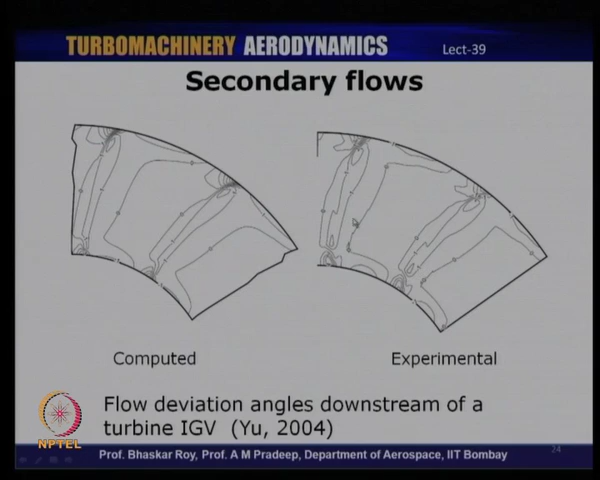 TURBOMACHINERY AERODYNAMICS
Lect-39
Secondary flows
Computed
Experimental
Flow deviation angles downstream of a
turbine IGV (Yu, 2004)
NPTEL
Prof. Bhaskar Roy, Prof. A M Pradeep, Department of Aerospace, IIT Bombay
24